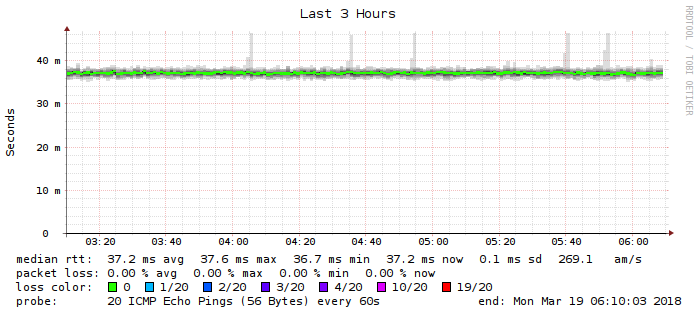 Last 3 Hours
RRDTOOL / TOBI OETIKER
Seconds
40 m
30 m
20 m
10 m
0
03:20 03:40 04:00 04:20 04:40 05:00 05:20 05:40 06:00
median rtt: 37.2 ms avg 37.6 ms max 36.7 ms min 37.2 ms now 0.1 ms sd 269.1 am/s
packet loss: 0.00 % avg 0.00 % max 0.00 % min 0.00 % now
loss color: 0 1/20 2/20 3/20 4/20 10/20 19/20
probe: 20 ICMP Echo Pings (56 Bytes) every 60s end: Mon Mar 19 06:10:03 2018